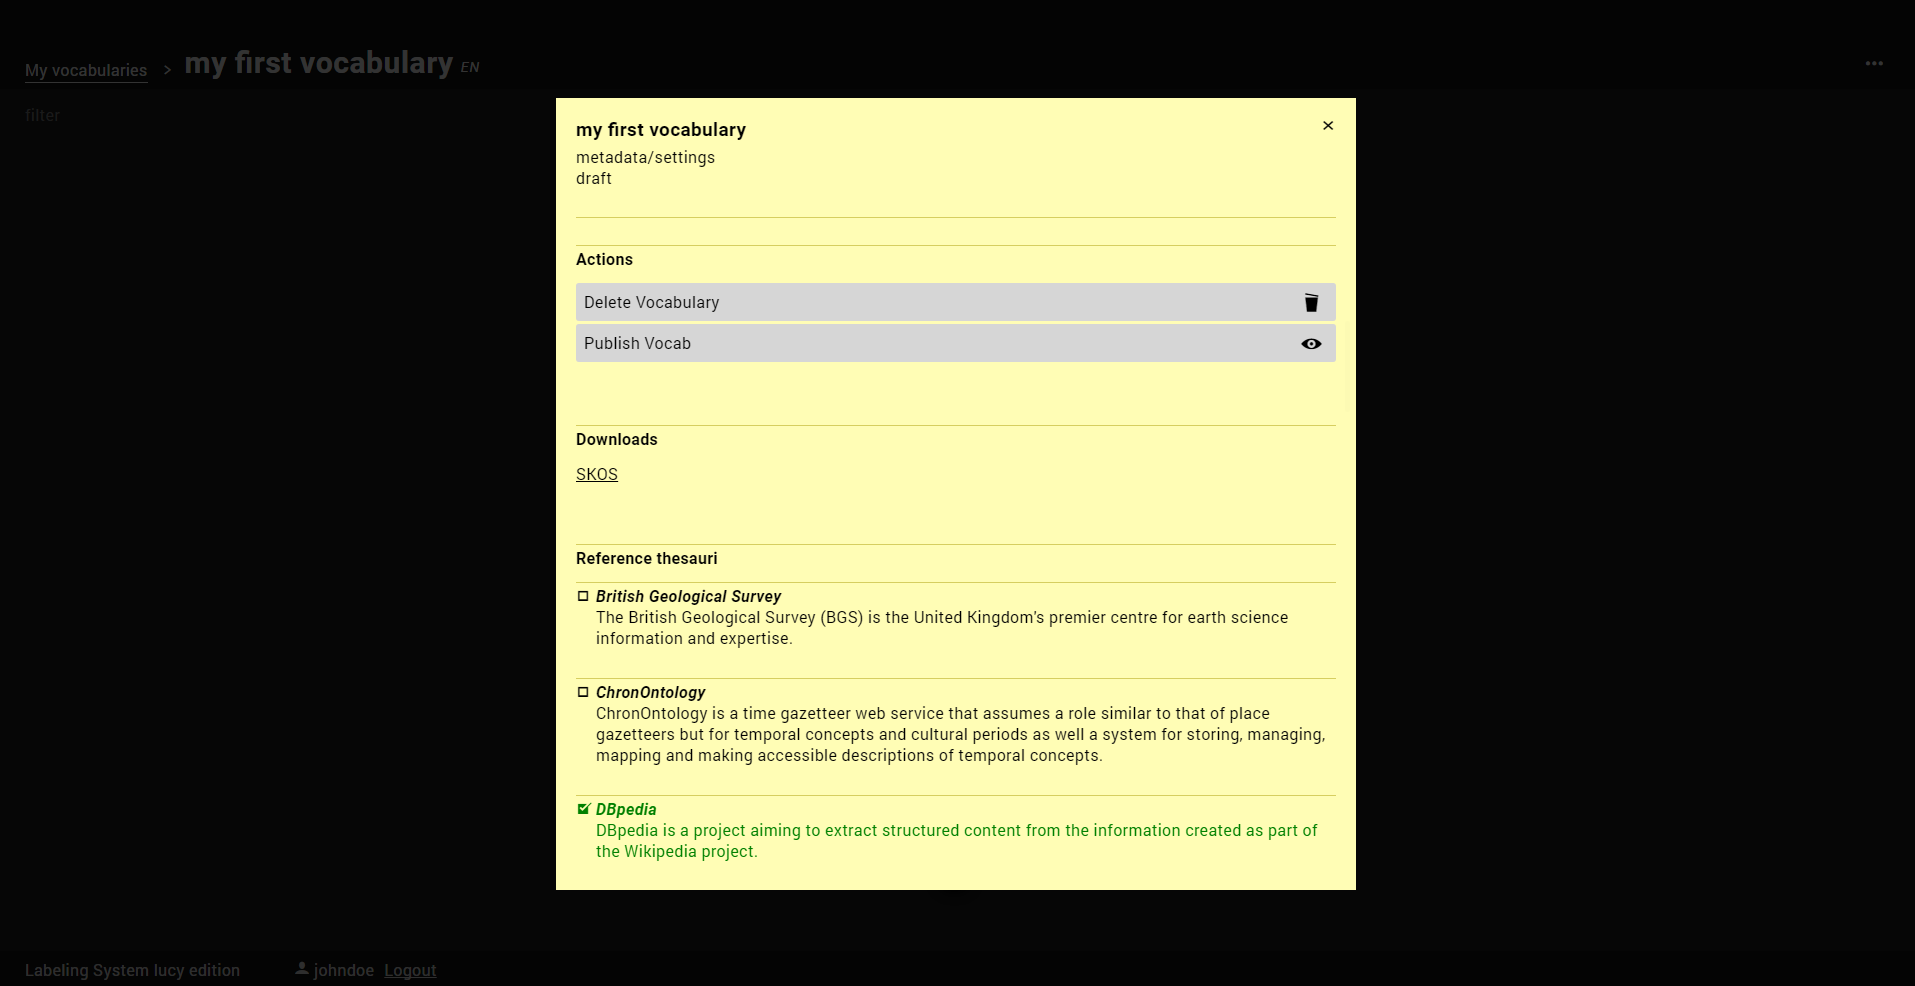 My vocabularies > my first vocabulary EN
filter
my first vocabulary
metadata/settings
draft
Actions
Delete Vocabulary
Publish Vocab
Downloads
SKOS
Reference thesauri
British Geological Survey
The British Geological Survey (BGS) is the United Kingdom's premier centre for earth science
information and expertise.
ChronOntology
ChronOntology is a time gazetteer web service that assumes a role similar to that of place
gazetteers but for temporal concepts and cultural periods as well a system for storing, managing,
mapping and making accessible descriptions of temporal concepts.
DBpedia
DBpedia is a project aiming to extract structured content from the information created as part of
the Wikipedia project.
Labeling System lucy edition johndoe Logout